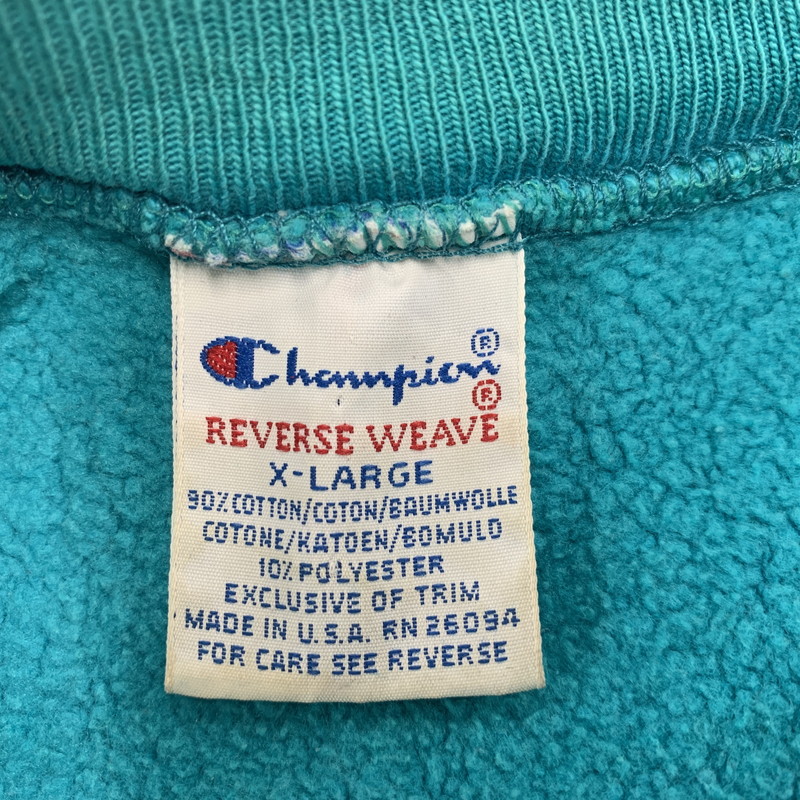 Champion®
®
REVERSE WEAVE
X-LARGE
90% COTTON/COTON/BAUMWOLLE
COTONE/KATOEN/BOMULD
10% POLYESTER
EXCLUSIVE OF TRIM
MADE IN U.S.A. RN 26094
FOR CARE SEE REVERSE